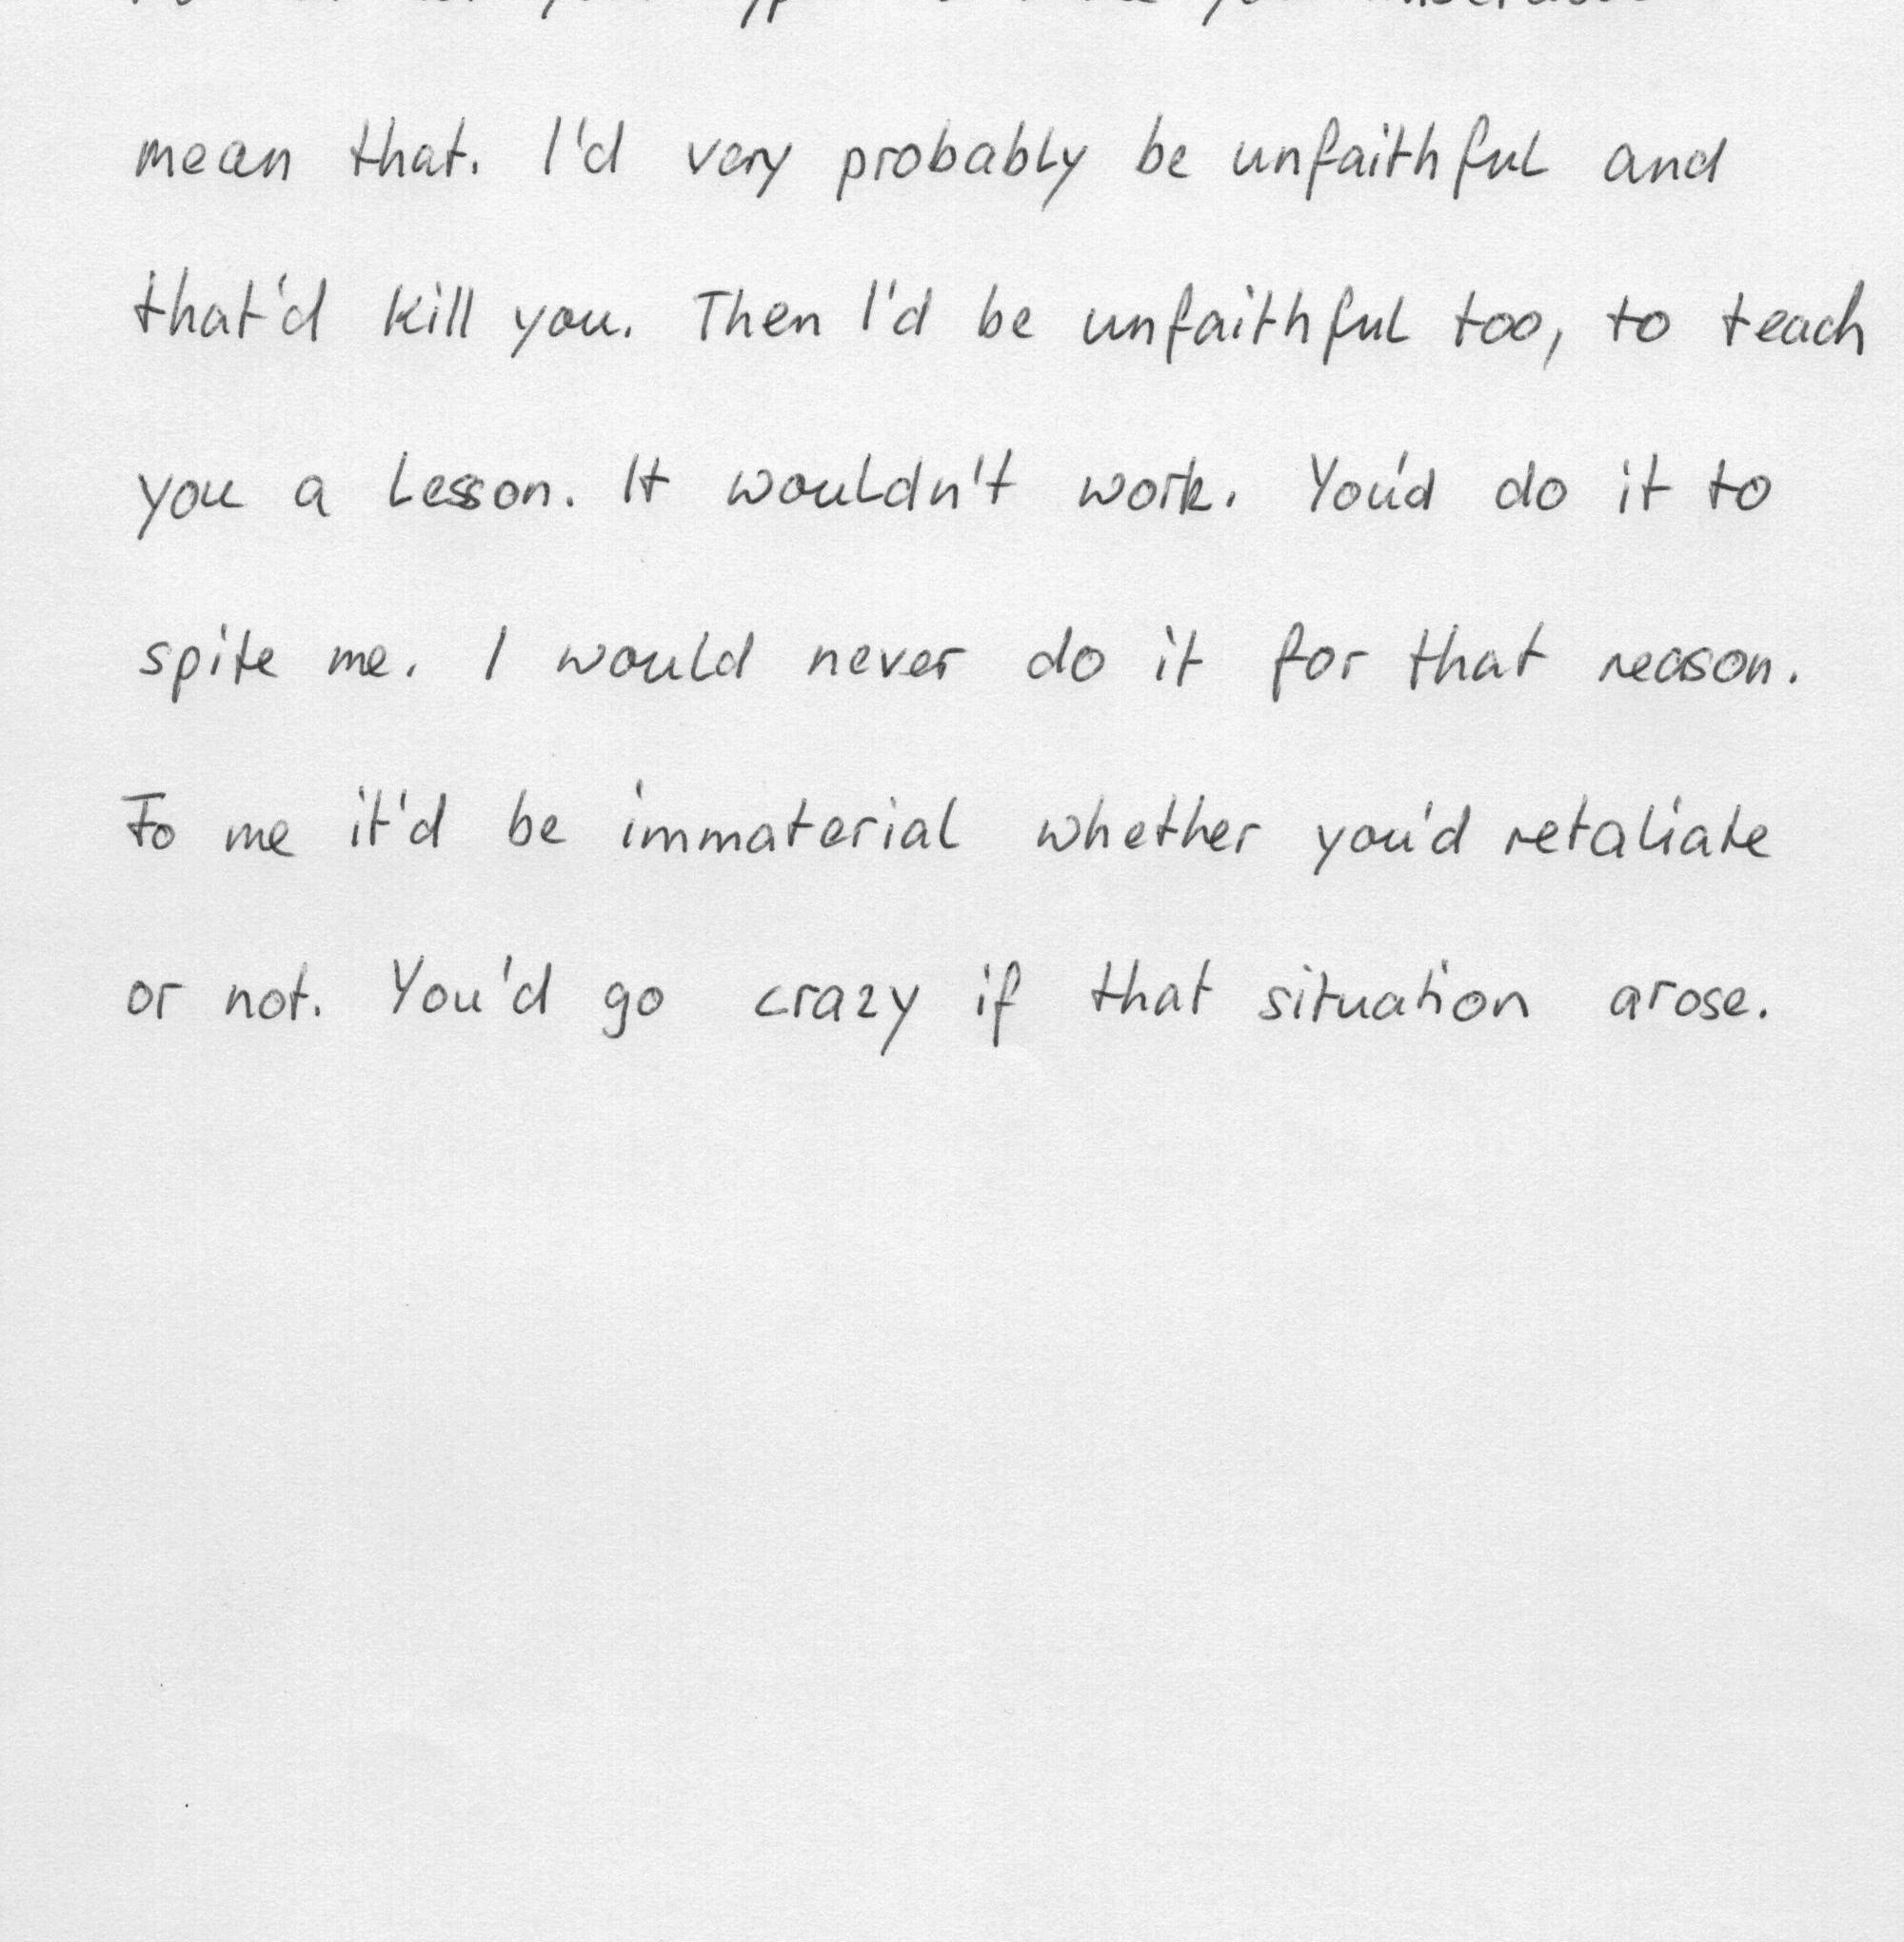 mean that. I'd very probably be unfaithful and
that'd kill you. Then I'd be unfaithful too, to teach
you a lesson. It wouldn't work. You'd do it to
spite me. I would never do it for that reason.
To me it'd be immaterial whether you'd retaliate
or not. You'd go crazy if that situation arose.